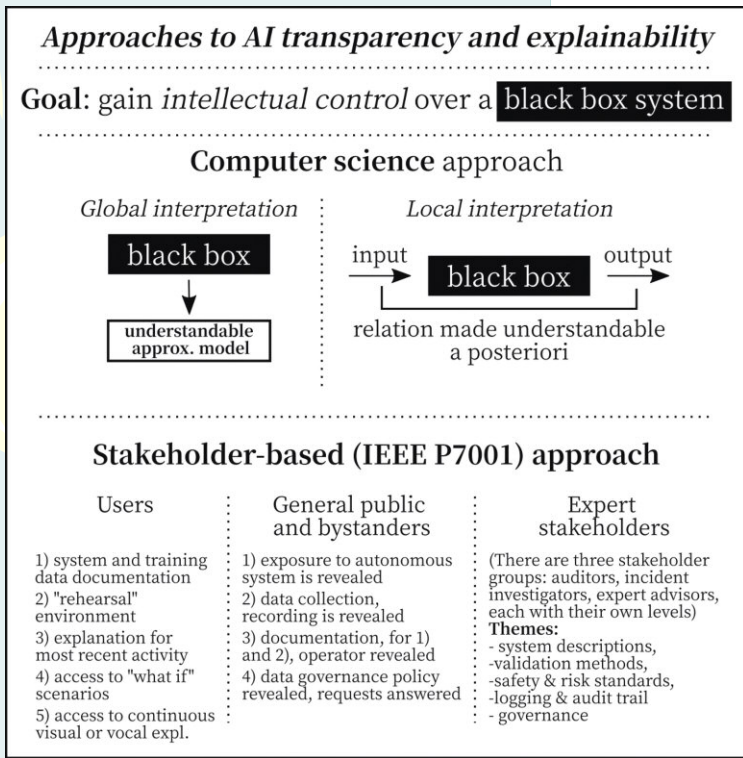 Approaches to AI transparency and explainability
Goal: gain intellectual control over a black box system
Computer science approach
Global interpretation
black box
understandable
approx. model
Local interpretation
input
black box
output
relation made understandable
a posteriori
Stakeholder-based (IEEE P7001) approach
Users
1) system and training
data documentation
2) "rehearsal"
environment
3) explanation for
most recent activity
4) access to "what if"
scenarios
5) access to continuous
visual or vocal expl.
General public
and bystanders
1) exposure to autonomous
system is revealed
2) data collection,
recording is revealed
3) documentation, for 1)
and 2), operator revealed
4) data governance policy
revealed, requests answered
Expert
stakeholders
(There are three stakeholder
groups: auditors, incident
investigators, expert advisors,
each with their own levels)
Themes:
- system descriptions,
-validation methods,
-safety & risk standards,
-logging & audit trail
- governance